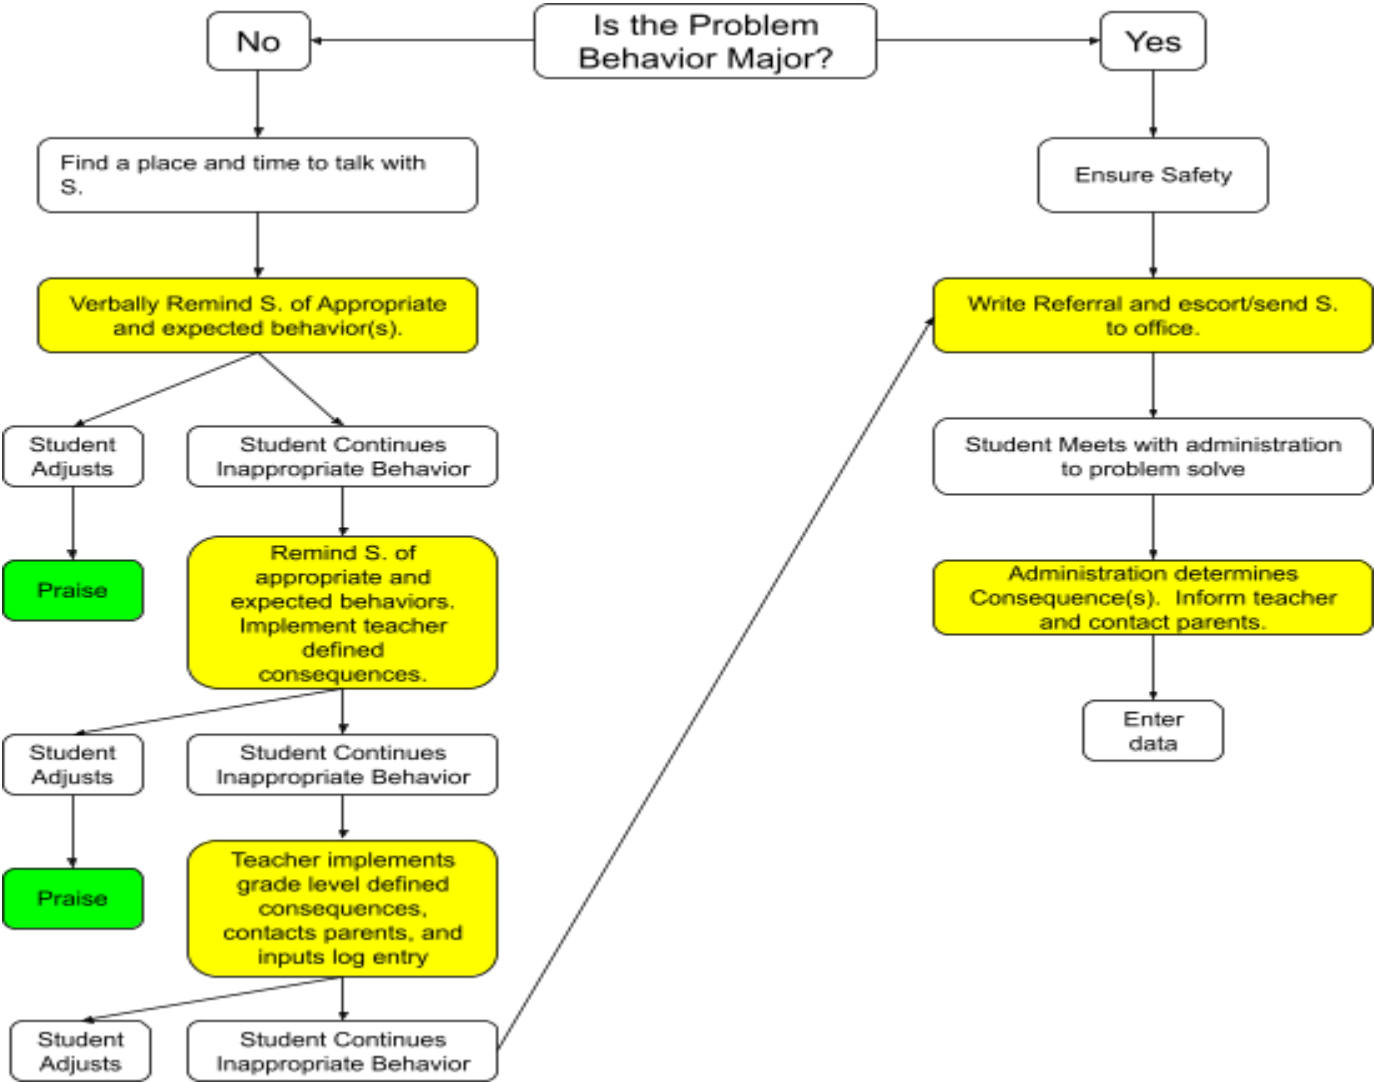 Is the Problem
Behavior Major?
No
Yes
Find a place and time to talk with
S.
Ensure Safety
Verbally Remind S. of Appropriate
and expected behavior(s).
Write Referral and escort/send S.
to office.
Student
Adjusts
Student Continues
Inappropriate Behavior
Student Meets with administration
to problem solve
Praise
Remind S. of
appropriate and
expected behaviors.
Implement teacher
defined
consequences.
Administration determines
Consequence(s).  Inform teacher
and contact parents.
Student
Adjusts
Student Continues
Inappropriate Behavior
Enter
data
Praise
Teacher implements
grade level defined
consequences,
contacts parents, and
inputs log entry
Student
Adjusts
Student Continues
Inappropriate Behavior